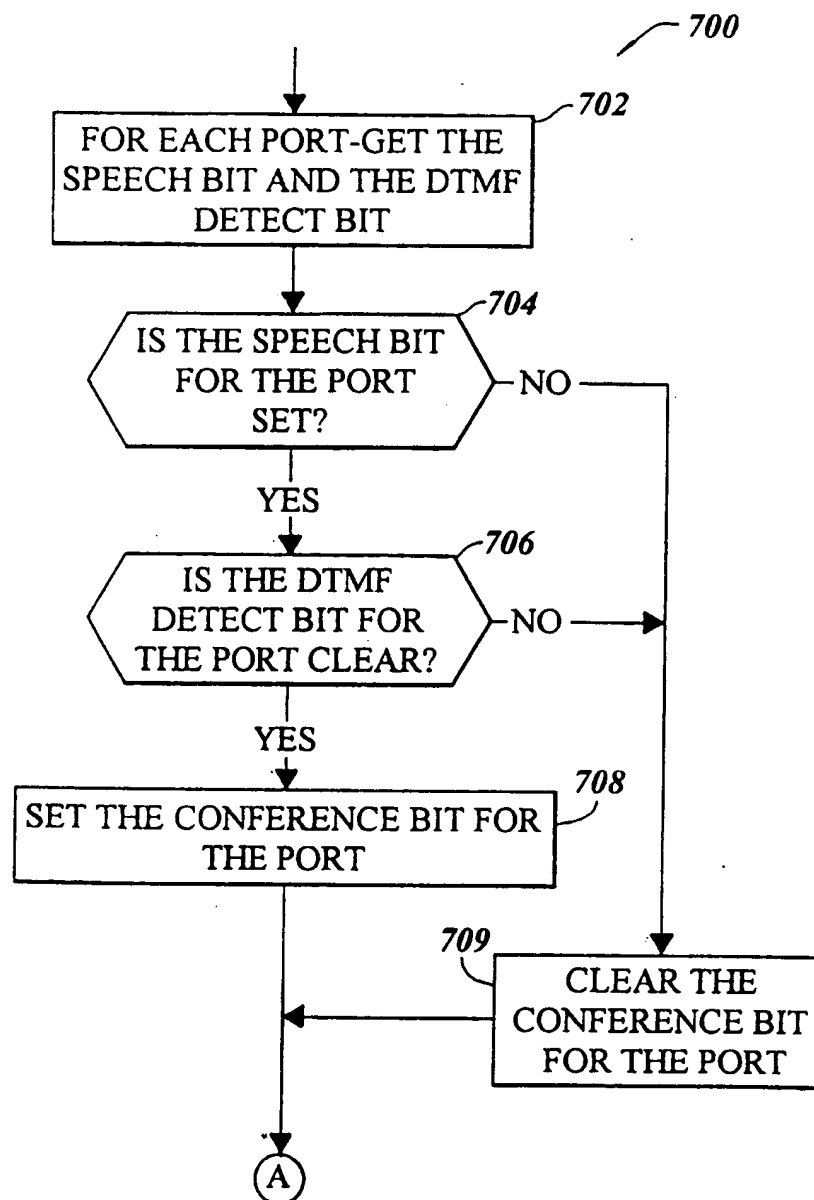 700
702
FOR EACH PORT-GET THE
SPEECH BIT AND THE DTMF
DETECT BIT
704
IS THE SPEECH BIT
FOR THE PORT
SET?
NO
YES
706
IS THE DTMF
DETECT BIT FOR
THE PORT CLEAR?
NO
YES
708
SET THE CONFERENCE BIT FOR
THE PORT
709
CLEAR THE
CONFERENCE BIT
FOR THE PORT
A